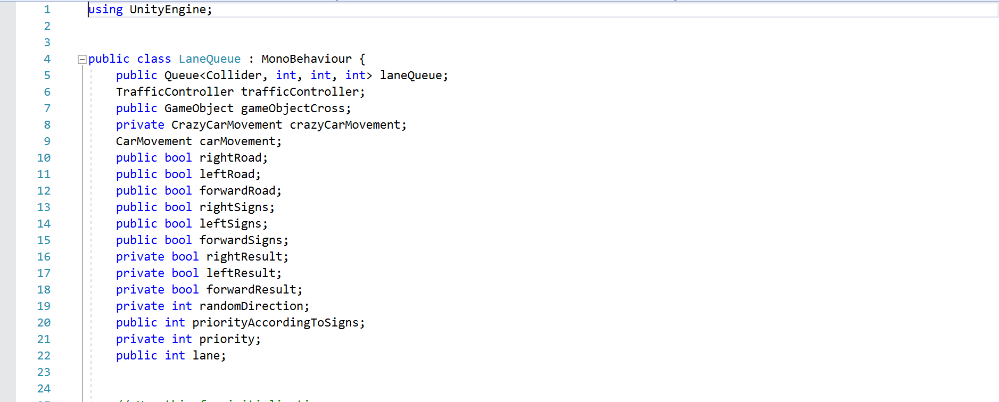 1 using UnityEngine;
2
3
4 public class LaneQueue : MonoBehaviour {
5 public Queue<Collider, int, int, int> laneQueue;
6 TrafficController trafficController;
7 public GameObject gameObjectCross;
8 private CrazyCarMovement crazyCarMovement;
9 CarMovement carMovement;
10 public bool rightRoad;
11 public bool leftRoad;
12 public bool forwardRoad;
13 public bool rightSigns;
14 public bool leftSigns;
15 public bool forwardSigns;
16 private bool rightResult;
17 private bool leftResult;
18 private bool forwardResult;
19 private int randomDirection;
20 public int priorityAccordingToSigns;
21 private int priority;
22 public int lane;
23
24